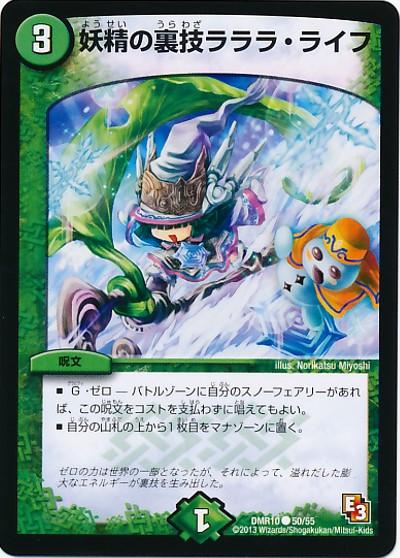 3
ようせい うらわざ
妖精の裏技ラララ・ライフ
illus. Norikatsu Miyoshi
呪文
■ G・ゼロ ― バトルゾーンに自分のスノーフェアリーがあれ
ば、この呪文をコストを支払わずに唱えてもよい。
■ 自分の山札の上から1枚目をマナゾーンに置く。
ゼロの力は世界の一部となったが、それによって、溢れだした膨
大なエネルギーが裏技を生み出した。
1
E3
DMR10 ● 50/55
©2013 Wizards/Shogakukan/Mitsui-Kids